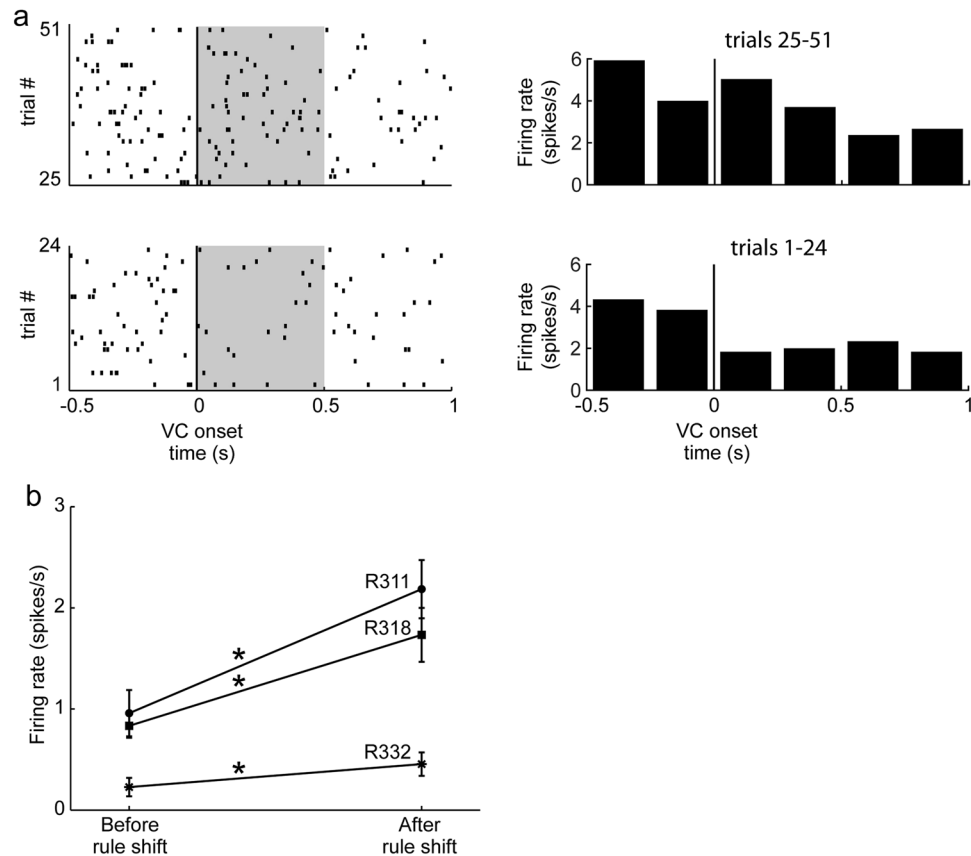 a
51
trial #
25
trials 25-51
6
4
2
0
Firing rate
(spikes/s)
24
trial #
1
-0.5
0
0.5
1
VC onset
time (s)
trials 1-24
6
4
2
0
Firing rate
(spikes/s)
-0.5
0
0.5
1
VC onset
time (s)
b
3
2
1
0
Firing rate (spikes/s)
R311
*
R318
*
R332
*
Before
rule shift
After
rule shift